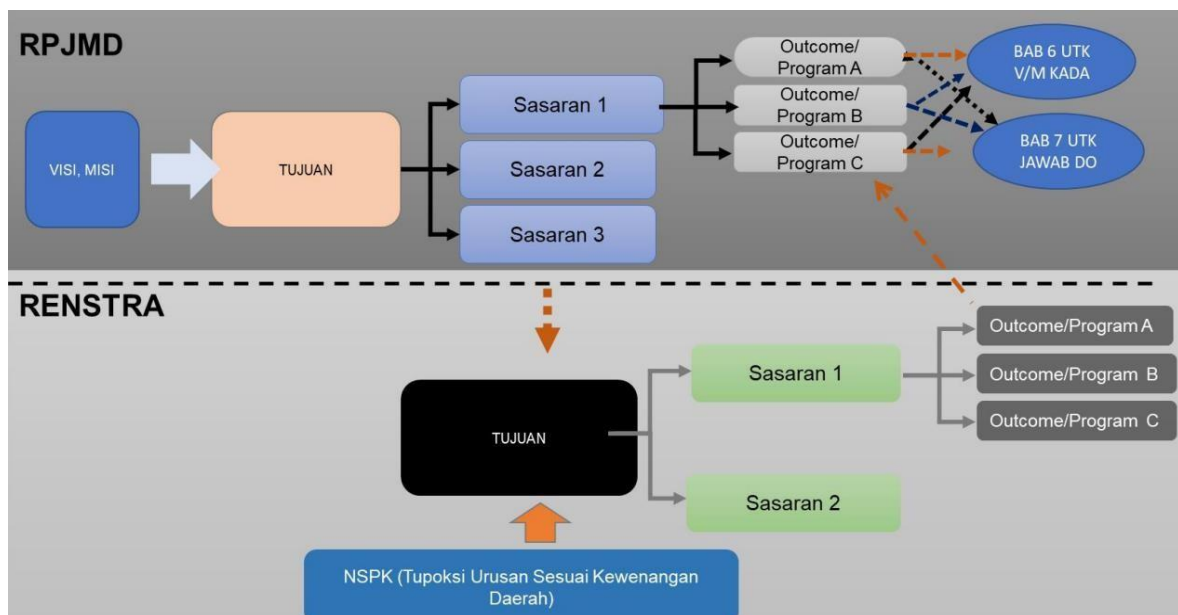 RPJMD
VISI, MISI
TUJUAN
Sasaran 1
Sasaran 2
Sasaran 3
Outcome/
Program A
Outcome/
Program B
Outcome/
Program C
BAB 6 UTK
V/M KADA
BAB 7 UTK
JAWAB DO
RENSTRA
TUJUAN
Sasaran 1
Sasaran 2
Outcome/Program A
Outcome/Program B
Outcome/Program C
NSPK (Tupoksi Urusan Sesuai Kewenangan
Daerah)